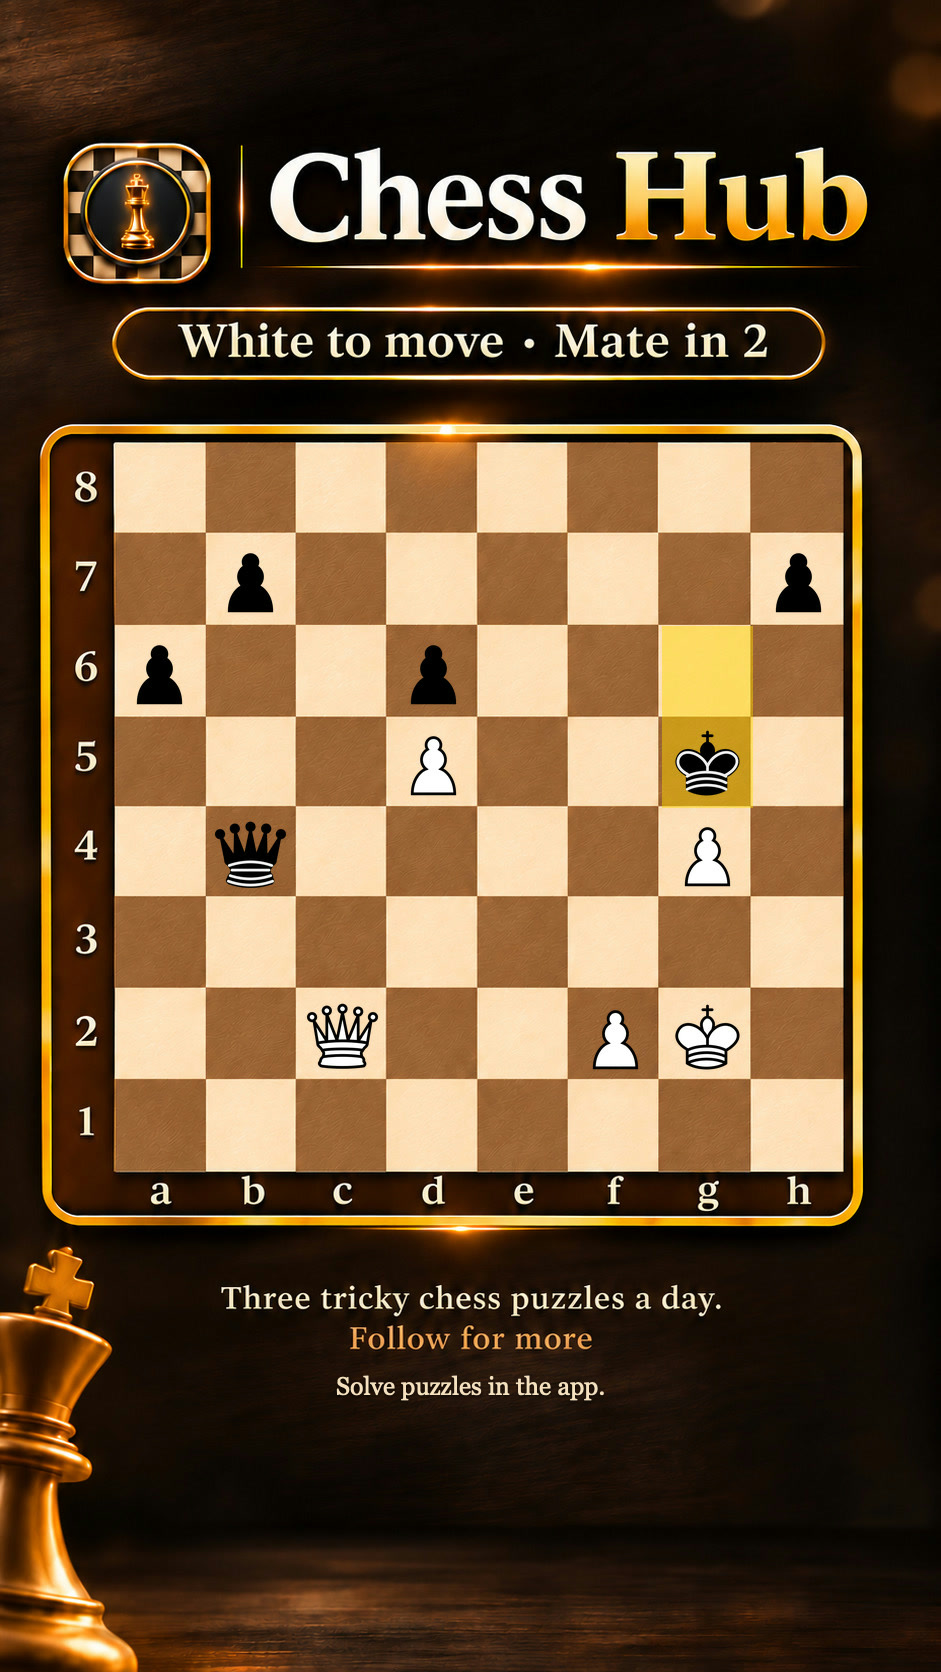 Chess Hub
White to move • Mate in 2
8
7
6
5
4
3
2
1
a b c d e f g h
Three tricky chess puzzles a day.
Follow for more
Solve puzzles in the app.